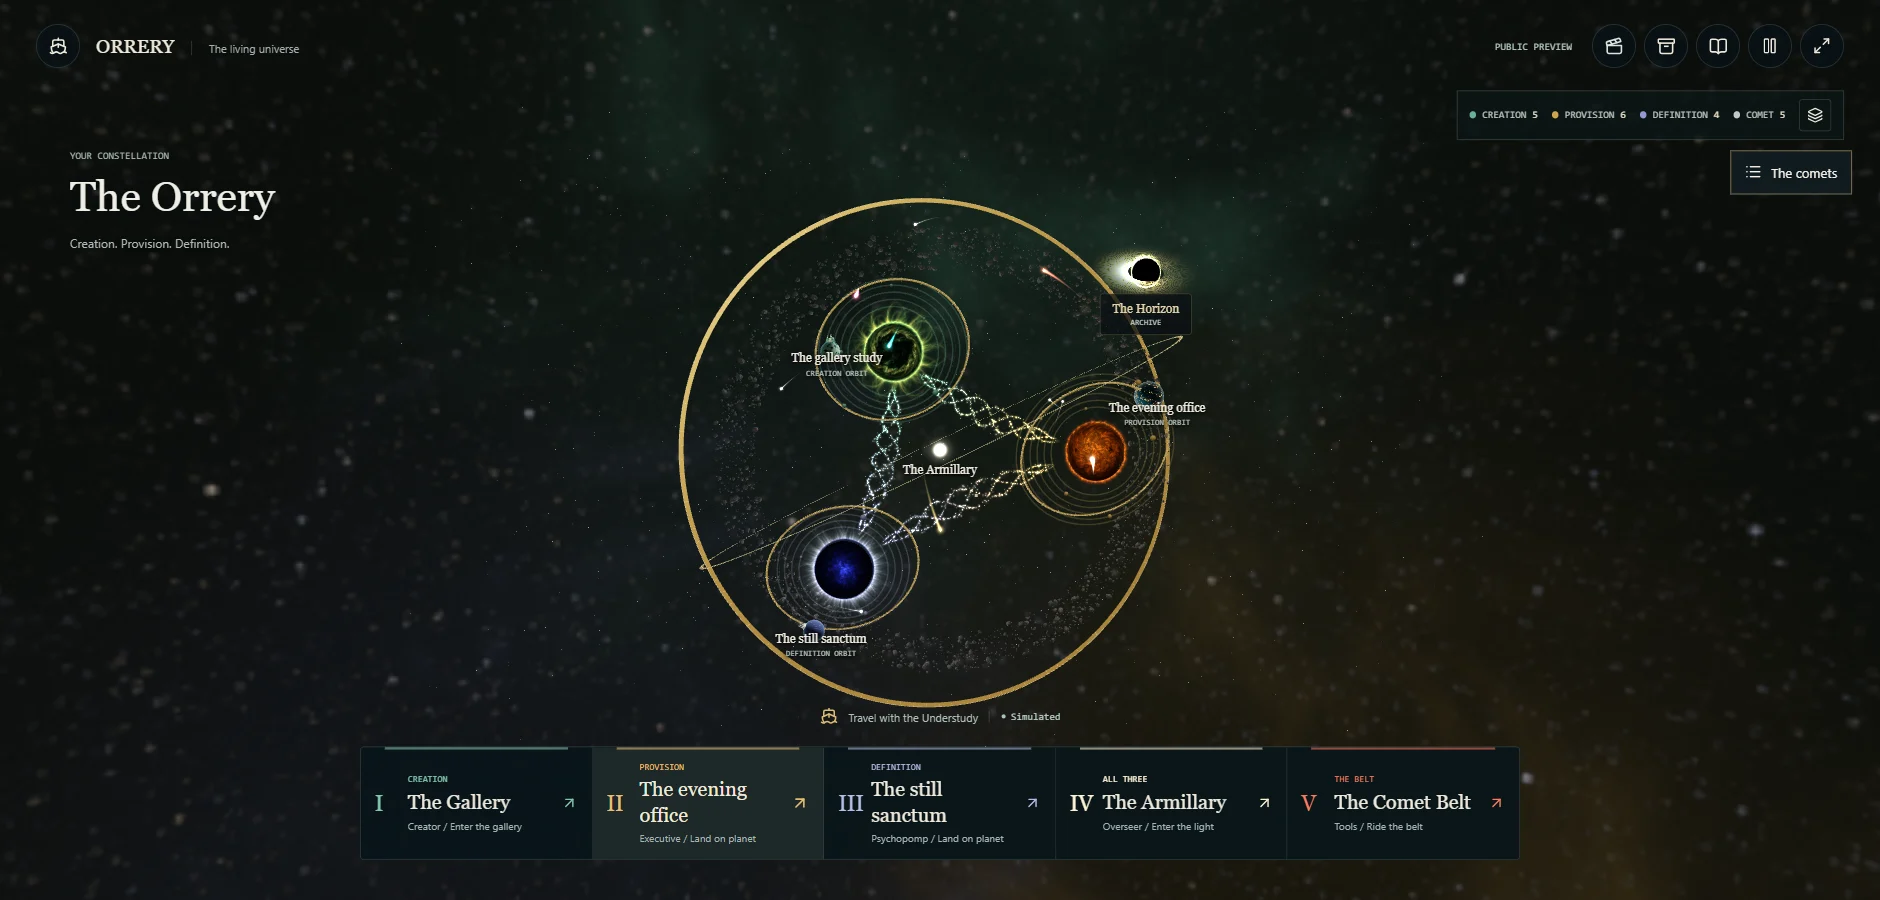 ORRERY
The living universe
PUBLIC PREVIEW
CREATION 5
PROVISION 6
DEFINITION 4
COMET 5
The comets
YOUR CONSTELLATION
The Orrery
Creation. Provision. Definition.
The Horizon
ARCHIVE
The gallery study
CREATION ORBIT
The evening office
PROVISION ORBIT
The Armillary
The still sanctum
DEFINITION ORBIT
Travel with the Understudy
• Simulated
I
CREATION
The Gallery
Creator / Enter the gallery
II
PROVISION
The evening
office
Executive / Land on planet
III
DEFINITION
The still
sanctum
Psychopomp / Land on planet
IV
ALL THREE
The Armillary
Overseer / Enter the light
V
THE BELT
The Comet Belt
Tools / Ride the belt